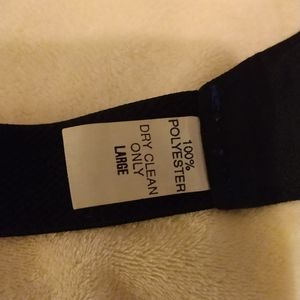 100%
POLYESTER
DRY CLEAN
ONLY
LARGE